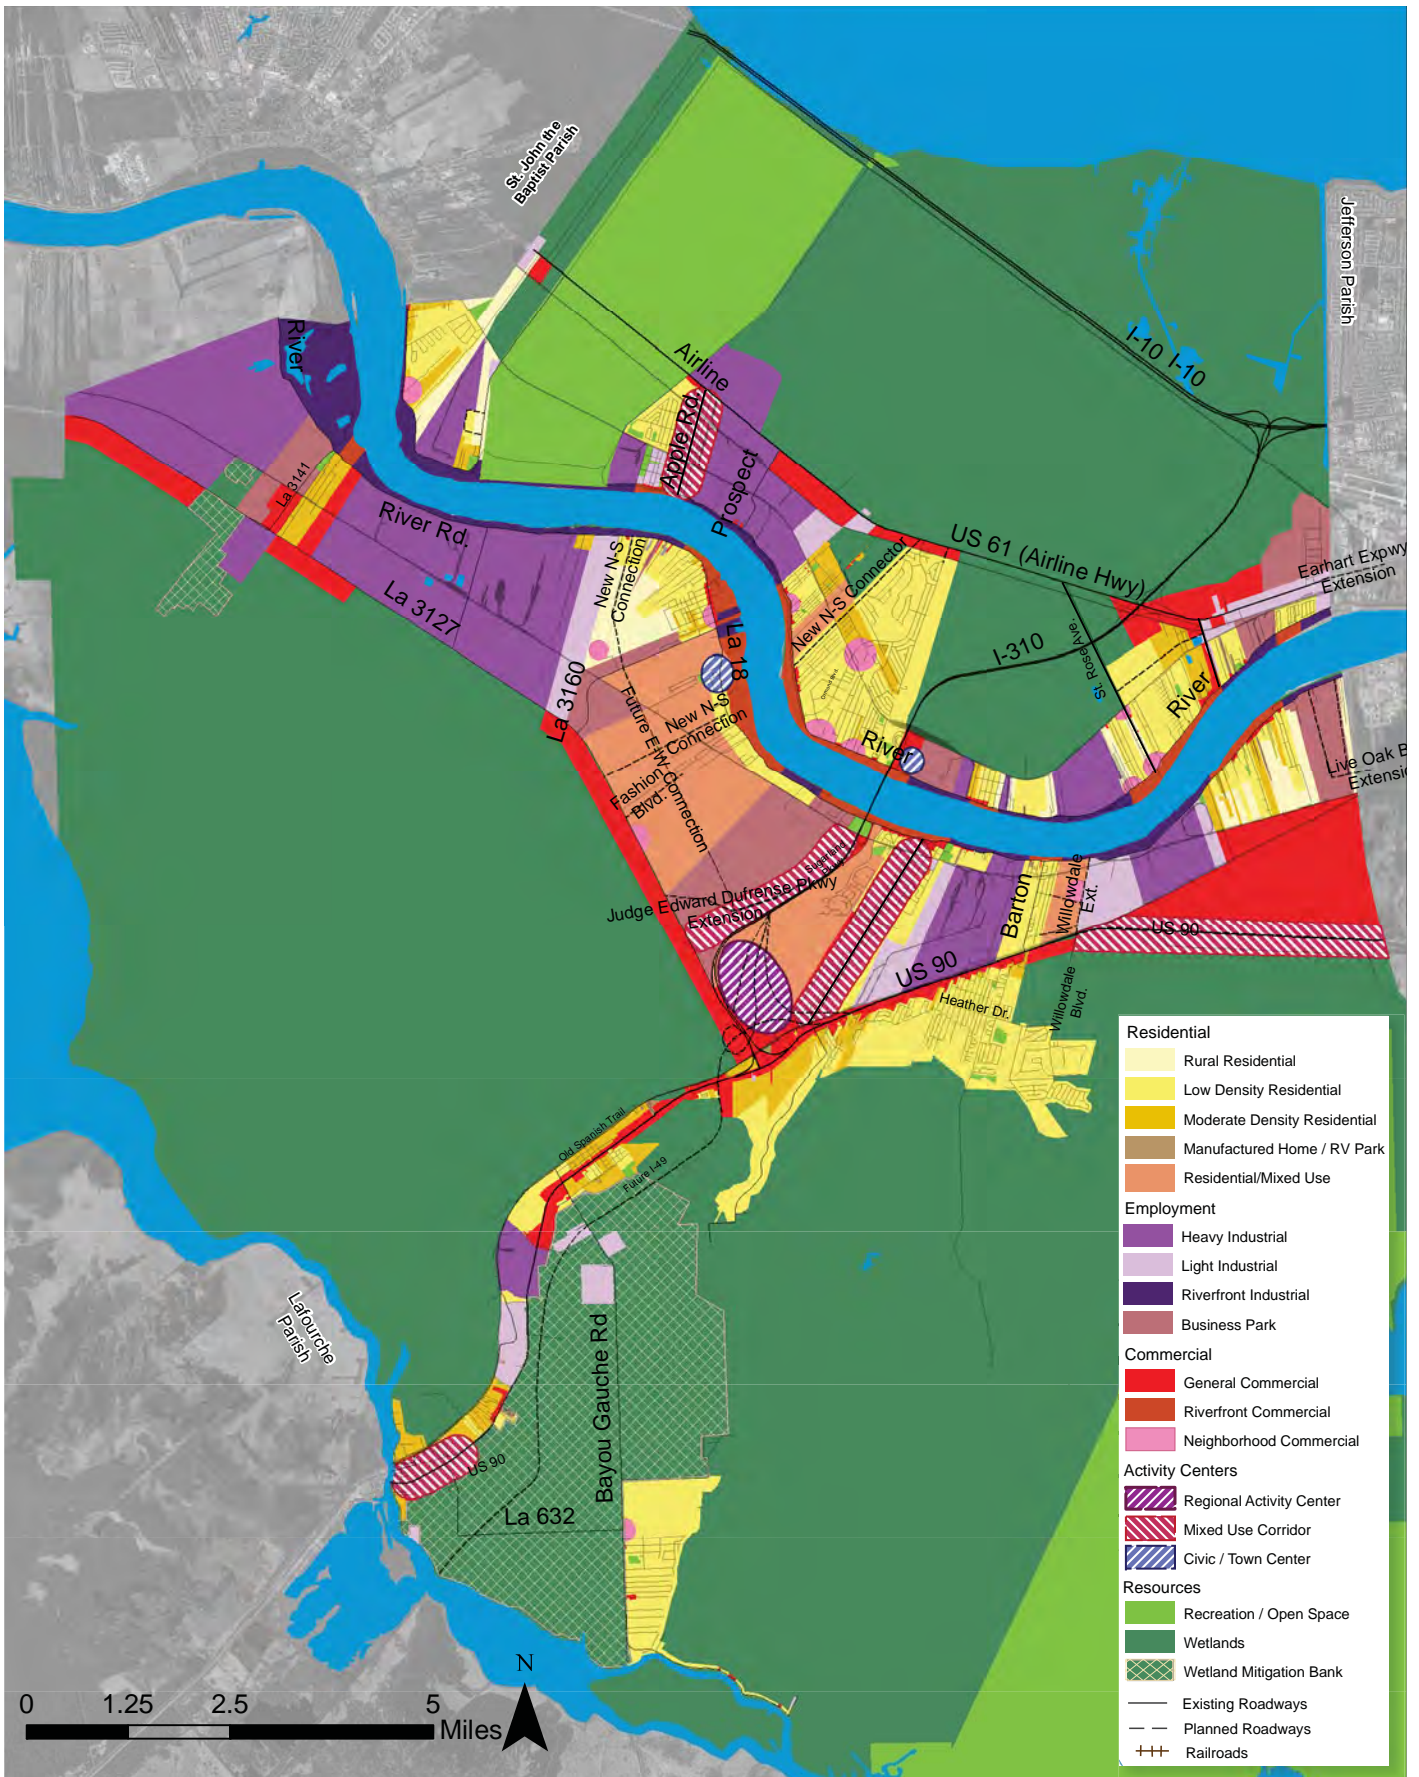 St. John the
Baptist Parish
Jefferson Parish
River
Airline
I-10 I-10
Apple Rd.
La 3141
Prospect
River Rd.
US 61 (Airline Hwy)
New N-S
Connection
New N-S Connector
Earhart Expwy
Extension
La 3127
La 18
I-310
St. Rose Ave.
Ormond Blvd.
La 3160
River
Future E-W Connection
New N-S
Connection
River
Fashion
Blvd.
Live Oak B
Extensio
Sugarland
Pkwy
Judge Edward Dufrense Pkwy
Extension
Barton
Willowdale
Ext.
US 90
US 90
Heather Dr.
Willowdale
Blvd.
Old Spanish Trail
Future I-49
Lafourche
Parish
Bayou Gauche Rd
US 90
La 632
Residential
Rural Residential
Low Density Residential
Moderate Density Residential
Manufactured Home / RV Park
Residential/Mixed Use
Employment
Heavy Industrial
Light Industrial
Riverfront Industrial
Business Park
Commercial
General Commercial
Riverfront Commercial
Neighborhood Commercial
Activity Centers
Regional Activity Center
Mixed Use Corridor
Civic / Town Center
Resources
Recreation / Open Space
Wetlands
Wetland Mitigation Bank
Existing Roadways
Planned Roadways
Railroads
N
0 1.25 2.5 5
Miles